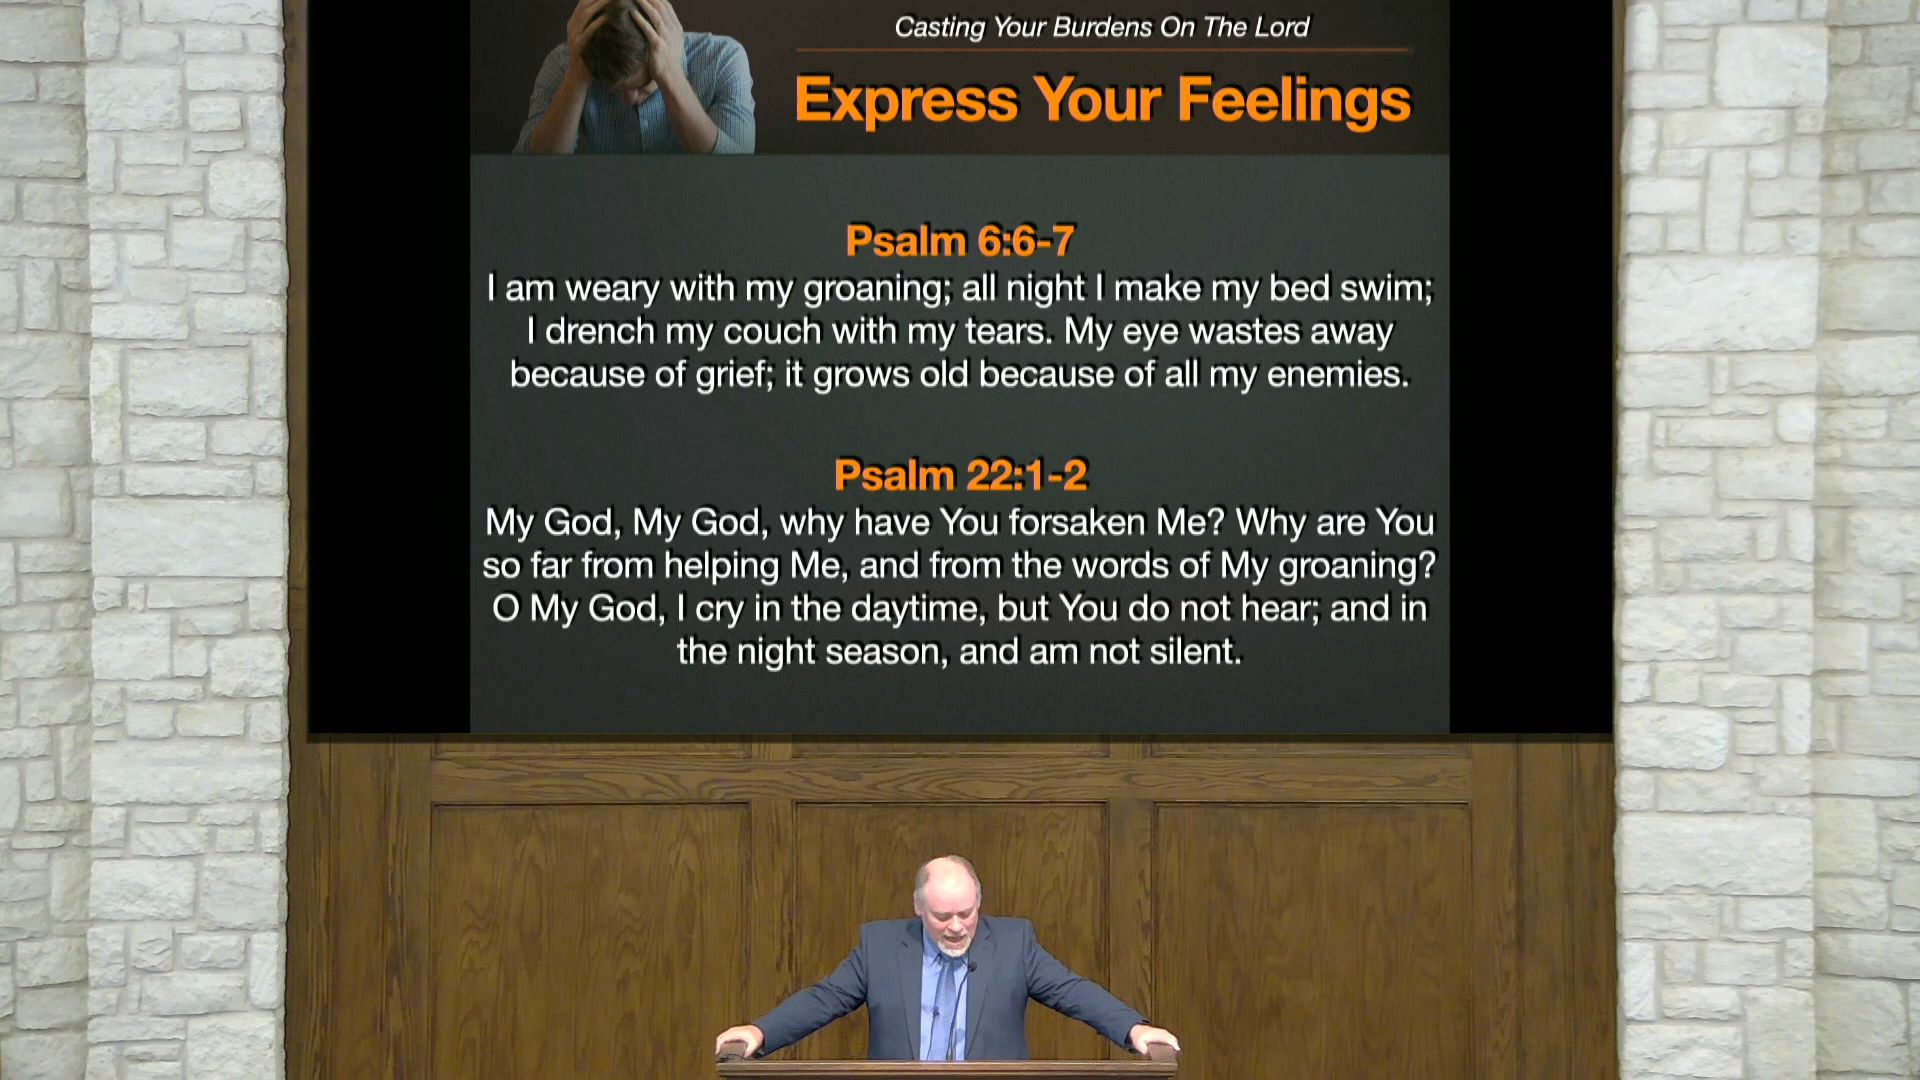 Casting Your Burdens On The Lord
Express Your Feelings
Psalm 6:6-7
I am weary with my groaning; all night I make my bed swim;
I drench my couch with my tears. My eye wastes away
because of grief; it grows old because of all my enemies.
Psalm 22:1-2
My God, My God, why have You forsaken Me? Why are You
so far from helping Me, and from the words of My groaning?
O My God, I cry in the daytime, but You do not hear; and in
the night season, and am not silent.